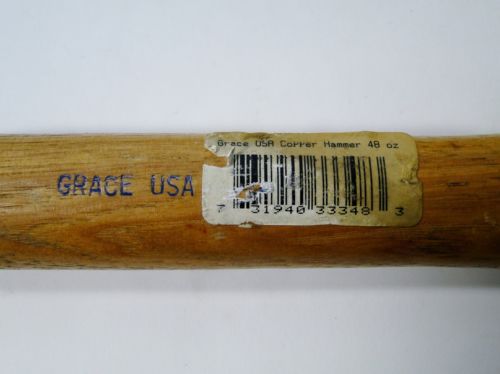 Grace USA Copper Hammer 48 oz
GRACE USA
7 31940 33348 3